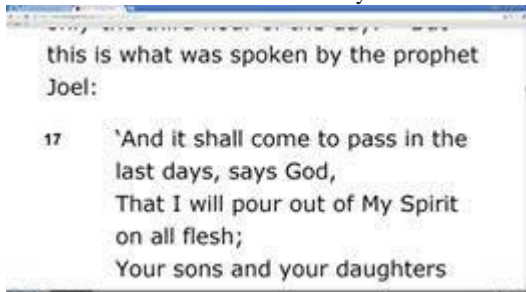 this is what was spoken by the prophet
Joel:
17 ‘And it shall come to pass in the
last days, says God,
That I will pour out of My Spirit
on all flesh;
Your sons and your daughters